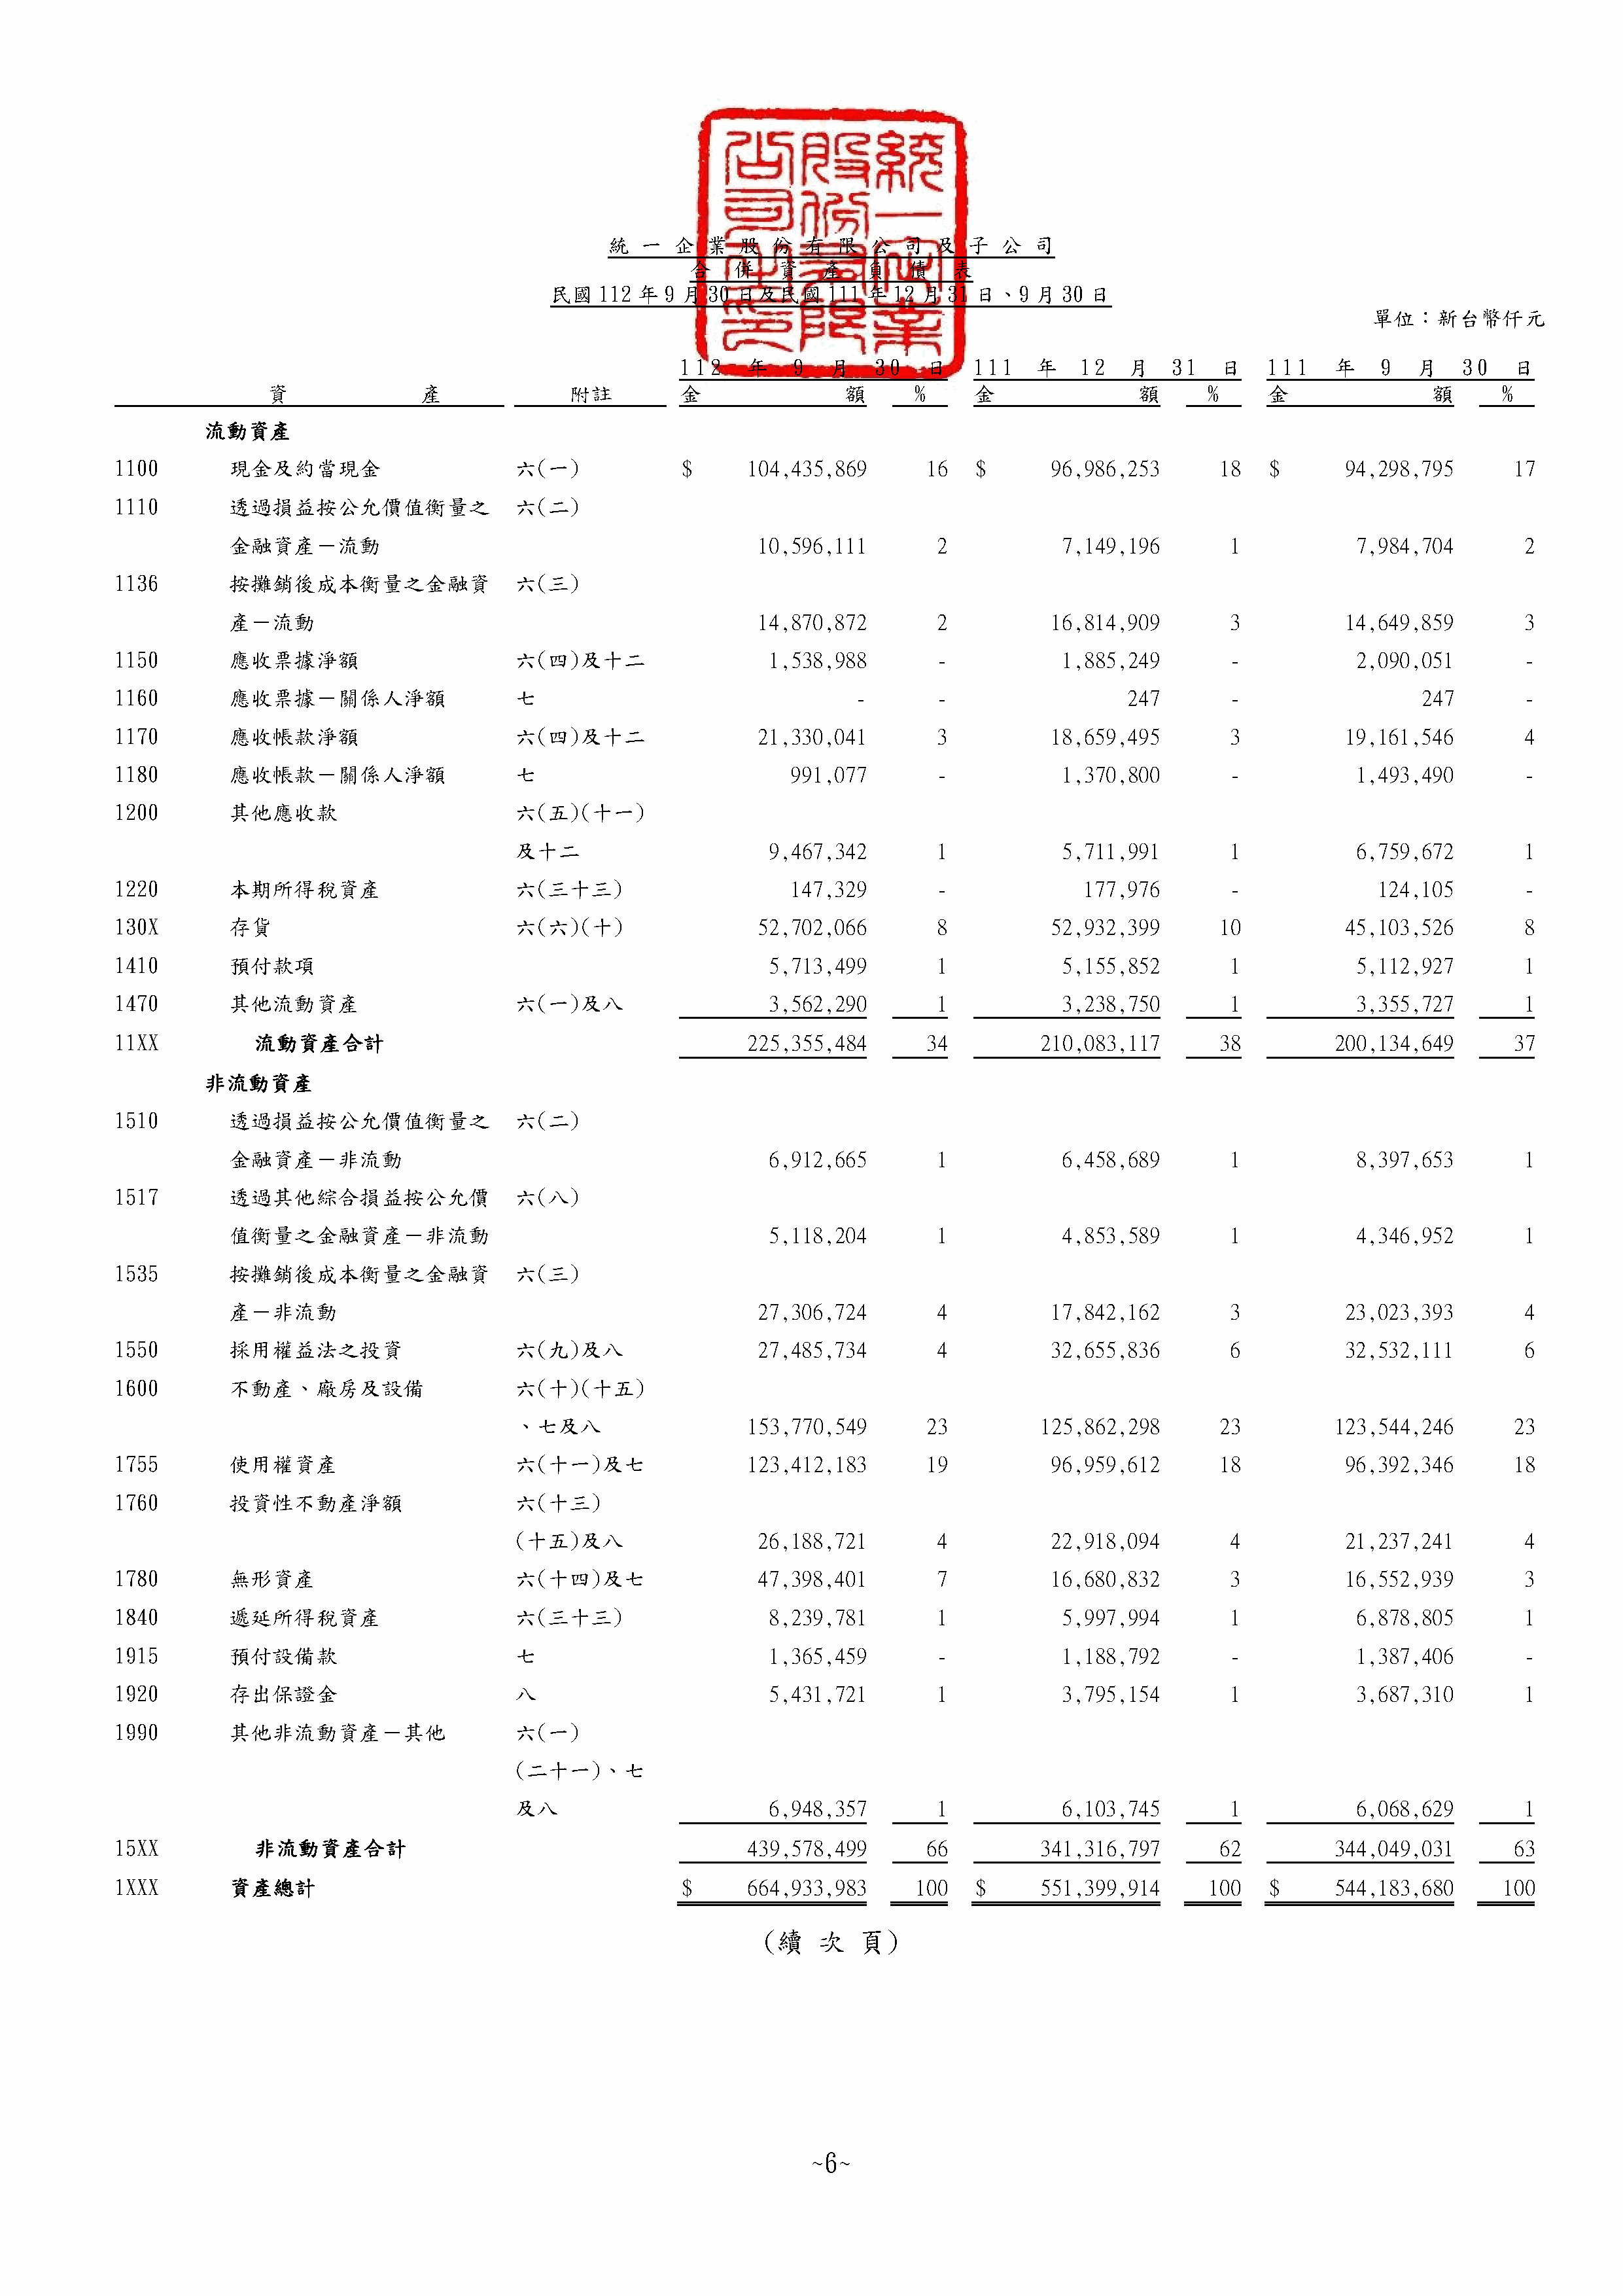 統一企業股份有限公司及子公司
合併資產負債表
民國112年9月30日及民國111年12月31日、9月30日
單位：新台幣仟元
112年9月30日 111年12月31日 111年9月30日
資產 附註 金額 % 金額 % 金額 %
流動資產
1100 現金及約當現金 六(一) $ 104,435,869 16 $ 96,986,253 18 $ 94,298,795 17
1110 透過損益按公允價值衡量之 六(二)
金融資產－流動 10,596,111 2 7,149,196 1 7,984,704 2
1136 按攤銷後成本衡量之金融資 六(三)
產－流動 14,870,872 2 16,814,909 3 14,649,859 3
1150 應收票據淨額 六(四)及十二 1,538,988 - 1,885,249 - 2,090,051 -
1160 應收票據－關係人淨額 七 - - 247 - 247 -
1170 應收帳款淨額 六(四)及十二 21,330,041 3 18,659,495 3 19,161,546 4
1180 應收帳款－關係人淨額 七 991,077 - 1,370,800 - 1,493,490 -
1200 其他應收款 六(五)(十一)
及十二 9,467,342 1 5,711,991 1 6,759,672 1
1220 本期所得稅資產 六(三十三) 147,329 - 177,976 - 124,105 -
130X 存貨 六(六)(十) 52,702,066 8 52,932,399 10 45,103,526 8
1410 預付款項 5,713,499 1 5,155,852 1 5,112,927 1
1470 其他流動資產 六(一)及八 3,562,290 1 3,238,750 1 3,355,727 1
11XX 流動資產合計 225,355,484 34 210,083,117 38 200,134,649 37
非流動資產
1510 透過損益按公允價值衡量之 六(二)
金融資產－非流動 6,912,665 1 6,458,689 1 8,397,653 1
1517 透過其他綜合損益按公允價 六(八)
值衡量之金融資產－非流動 5,118,204 1 4,853,589 1 4,346,952 1
1535 按攤銷後成本衡量之金融資 六(三)
產－非流動 27,306,724 4 17,842,162 3 23,023,393 4
1550 採用權益法之投資 六(九)及八 27,485,734 4 32,655,836 6 32,532,111 6
1600 不動產、廠房及設備 六(十)(十五)
、七及八 153,770,549 23 125,862,298 23 123,544,246 23
1755 使用權資產 六(十一)及七 123,412,183 19 96,959,612 18 96,392,346 18
1760 投資性不動產淨額 六(十三)
(十五)及八 26,188,721 4 22,918,094 4 21,237,241 4
1780 無形資產 六(十四)及七 47,398,401 7 16,680,832 3 16,552,939 3
1840 遞延所得稅資產 六(三十三) 8,239,781 1 5,997,994 1 6,878,805 1
1915 預付設備款 七 1,365,459 - 1,188,792 - 1,387,406 -
1920 存出保證金 八 5,431,721 1 3,795,154 1 3,687,310 1
1990 其他非流動資產－其他 六(一)
(二十一)、七
及八 6,948,357 1 6,103,745 1 6,068,629 1
15XX 非流動資產合計 439,578,499 66 341,316,797 62 344,049,031 63
1XXX 資產總計 $ 664,933,983 100 $ 551,399,914 100 $ 544,183,680 100
(續次頁)
~6~